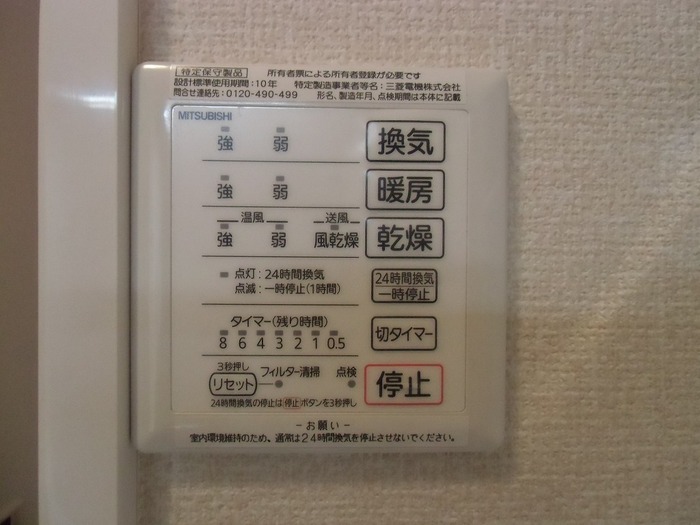 特定保守製品 所有者票による所有者登録が必要です
設計標準使用期間：10年 特定製造事業者等名：三菱電機株式会社
問合せ連絡先：0120-490-499 形名、製造年月、点検期間は本体に記載
MITSUBISHI
強 弱 換気
強 弱 暖房
温風 送風
強 弱 風乾燥 乾燥
点灯：24時間換気
点滅：一時停止(1時間)
24時間換気
一時停止
タイマー(残り時間)
8 6 4 3 2 1 0.5
切タイマー
3秒押し
リセット フィルター清掃 点検
停止
24時間換気の停止は停止ボタンを3秒押し
－お願い－
室内環境維持のため、通常は24時間換気を停止させないでください。